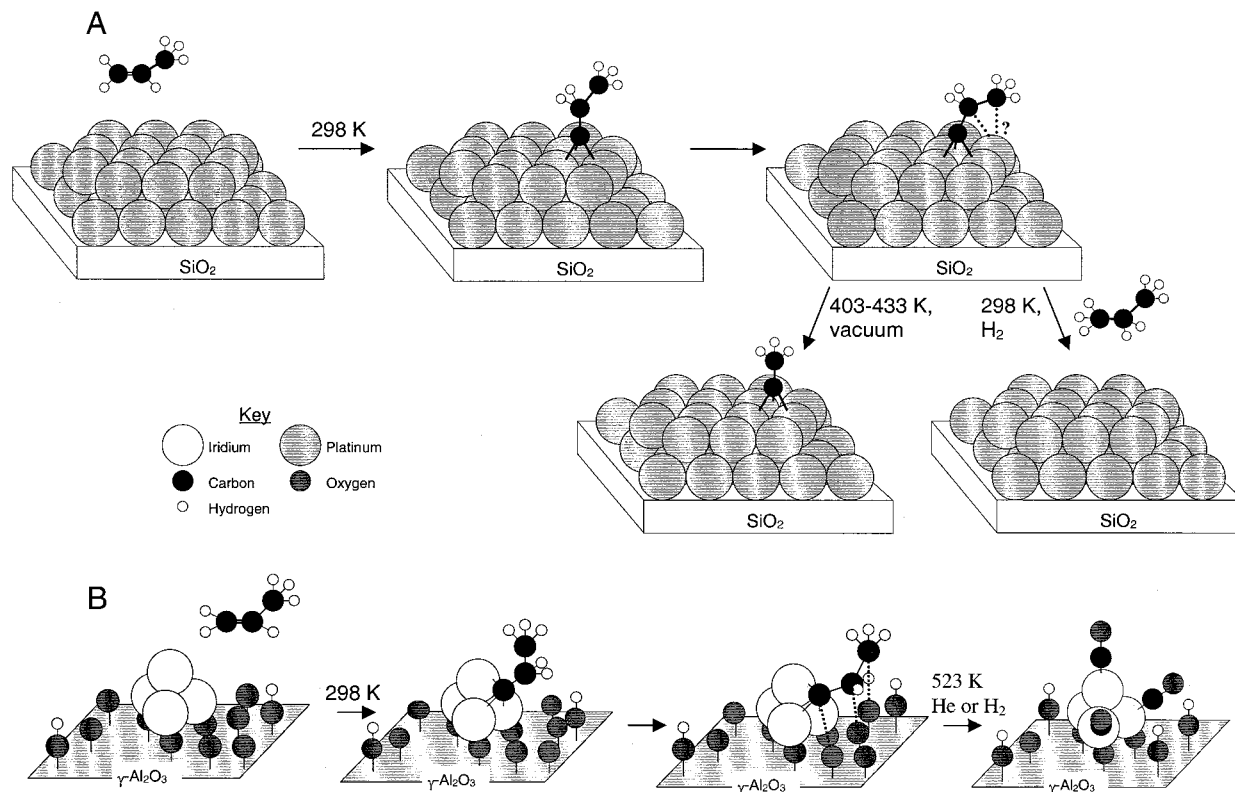 A
298 K
?
SiO₂
SiO₂
SiO₂
403-433 K,
vacuum
298 K,
H₂
Key
Iridium
Platinum
Carbon
Oxygen
Hydrogen
SiO₂
SiO₂
B
298 K
523 K
He or H₂
γ-Al₂O₃
γ-Al₂O₃
γ-Al₂O₃
γ-Al₂O₃